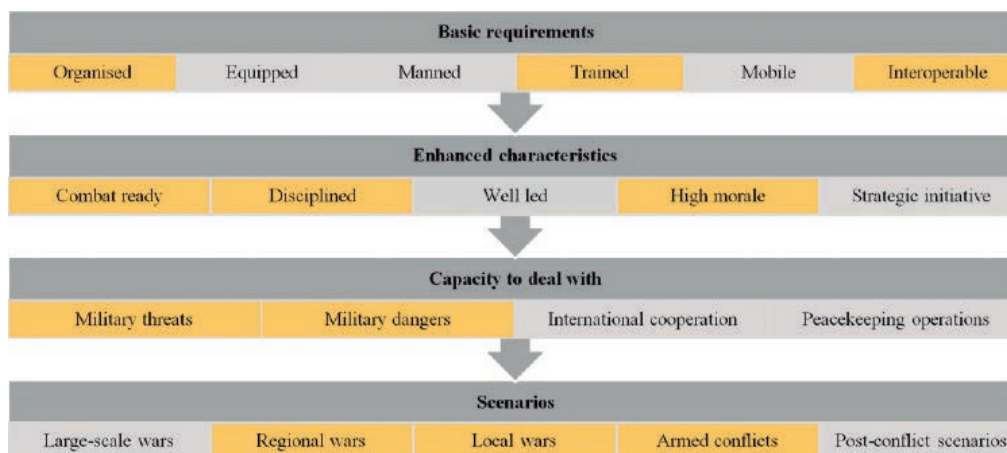 Basic requirements
Organised Equipped Manned Trained Mobile Interoperable
Enhanced characteristics
Combat ready Disciplined Well led High morale Strategic initiative
Capacity to deal with
Military threats Military dangers International cooperation Peacekeeping operations
Scenarios
Large-scale wars Regional wars Local wars Armed conflicts Post-conflict scenarios